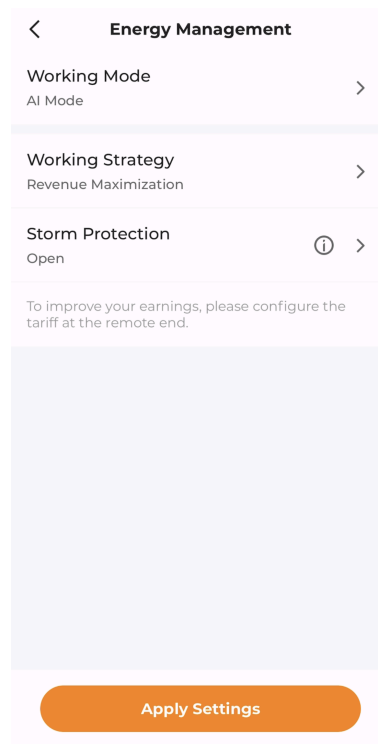 Energy Management
Working Mode
AI Mode
Working Strategy
Revenue Maximization
Storm Protection
Open
To improve your earnings, please configure the
tariff at the remote end.
Apply Settings